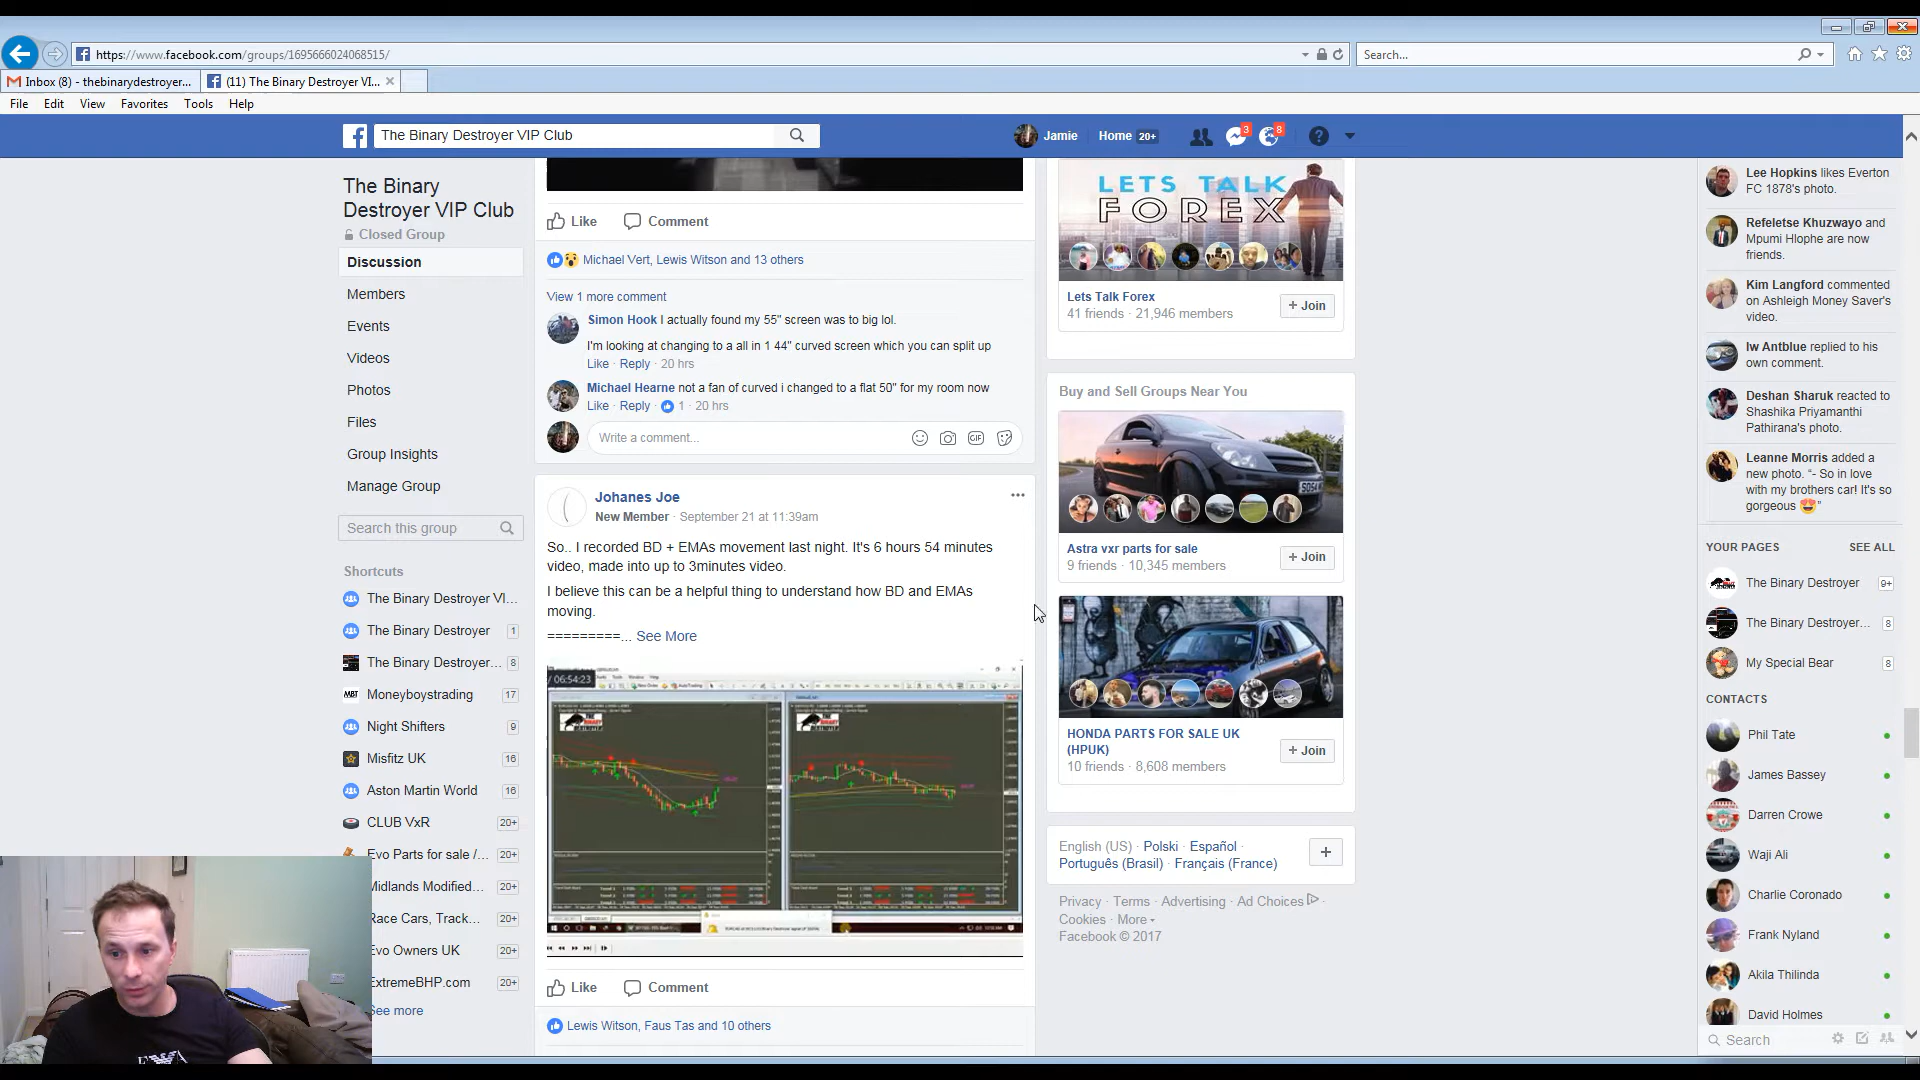 https://www.facebook.com/groups/1695666024068515/
Search...
Inbox (8) - thebinarydestroyer...
(11) The Binary Destroyer VI...
File Edit View Favorites Tools Help
The Binary Destroyer VIP Club
Jamie
Home 20+
3
8
The Binary
Destroyer VIP Club
Closed Group
Discussion
Members
Events
Videos
Photos
Files
Group Insights
Manage Group
Search this group
Shortcuts
The Binary Destroyer VI...
The Binary Destroyer 1
The Binary Destroyer... 8
MBT Moneyboystrading 17
Night Shifters 9
Misfitz UK 16
Aston Martin World 16
CLUB VxR 20+
Evo Parts for sale /... 20+
Midlands Modified... 20+
Race Cars, Track... 20+
Evo Owners UK 20+
ExtremeBHP.com 20+
See more
Like Comment
Michael Vert, Lewis Witson and 13 others
View 1 more comment
Simon Hook I actually found my 55" screen was to big lol.
I'm looking at changing to a all in 1 44" curved screen which you can split up
Like · Reply · 20 hrs
Michael Hearne not a fan of curved i changed to a flat 50" for my room now
Like · Reply · 1 · 20 hrs
Write a comment...
GIF
Johanes Joe
New Member · September 21 at 11:39am
So.. I recorded BD + EMAs movement last night. It's 6 hours 54 minutes
video, made into up to 3minutes video.
I believe this can be a helpful thing to understand how BD and EMAs
moving.
=========... See More
/ 06:54:23
Like Comment
Lewis Witson, Faus Tas and 10 others
LETS TALK
FOREX
Lets Talk Forex
41 friends · 21,946 members
+ Join
Buy and Sell Groups Near You
Astra vxr parts for sale
9 friends · 10,345 members
+ Join
HONDA PARTS FOR SALE UK
(HPUK)
10 friends · 8,608 members
+ Join
English (US) · Polski · Español ·
Português (Brasil) · Français (France)
+
Privacy · Terms · Advertising · Ad Choices ·
Cookies · More
Facebook © 2017
Lee Hopkins likes Everton
FC 1878's photo.
Refeletse Khuzwayo and
Mpumi Hlophe are now
friends.
Kim Langford commented
on Ashleigh Money Saver's
video.
Iw Antblue replied to his
own comment.
Deshan Sharuk reacted to
Shashika Priyamanthi
Pathirana's photo.
Leanne Morris added a
new photo. "- So in love
with my brothers car! It's so
gorgeous 😍"
YOUR PAGES SEE ALL
The Binary Destroyer 9+
The Binary Destroyer... 8
My Special Bear 8
CONTACTS
Phil Tate
James Bassey
Darren Crowe
Waji Ali
Charlie Coronado
Frank Nyland
Akila Thilinda
David Holmes
Search